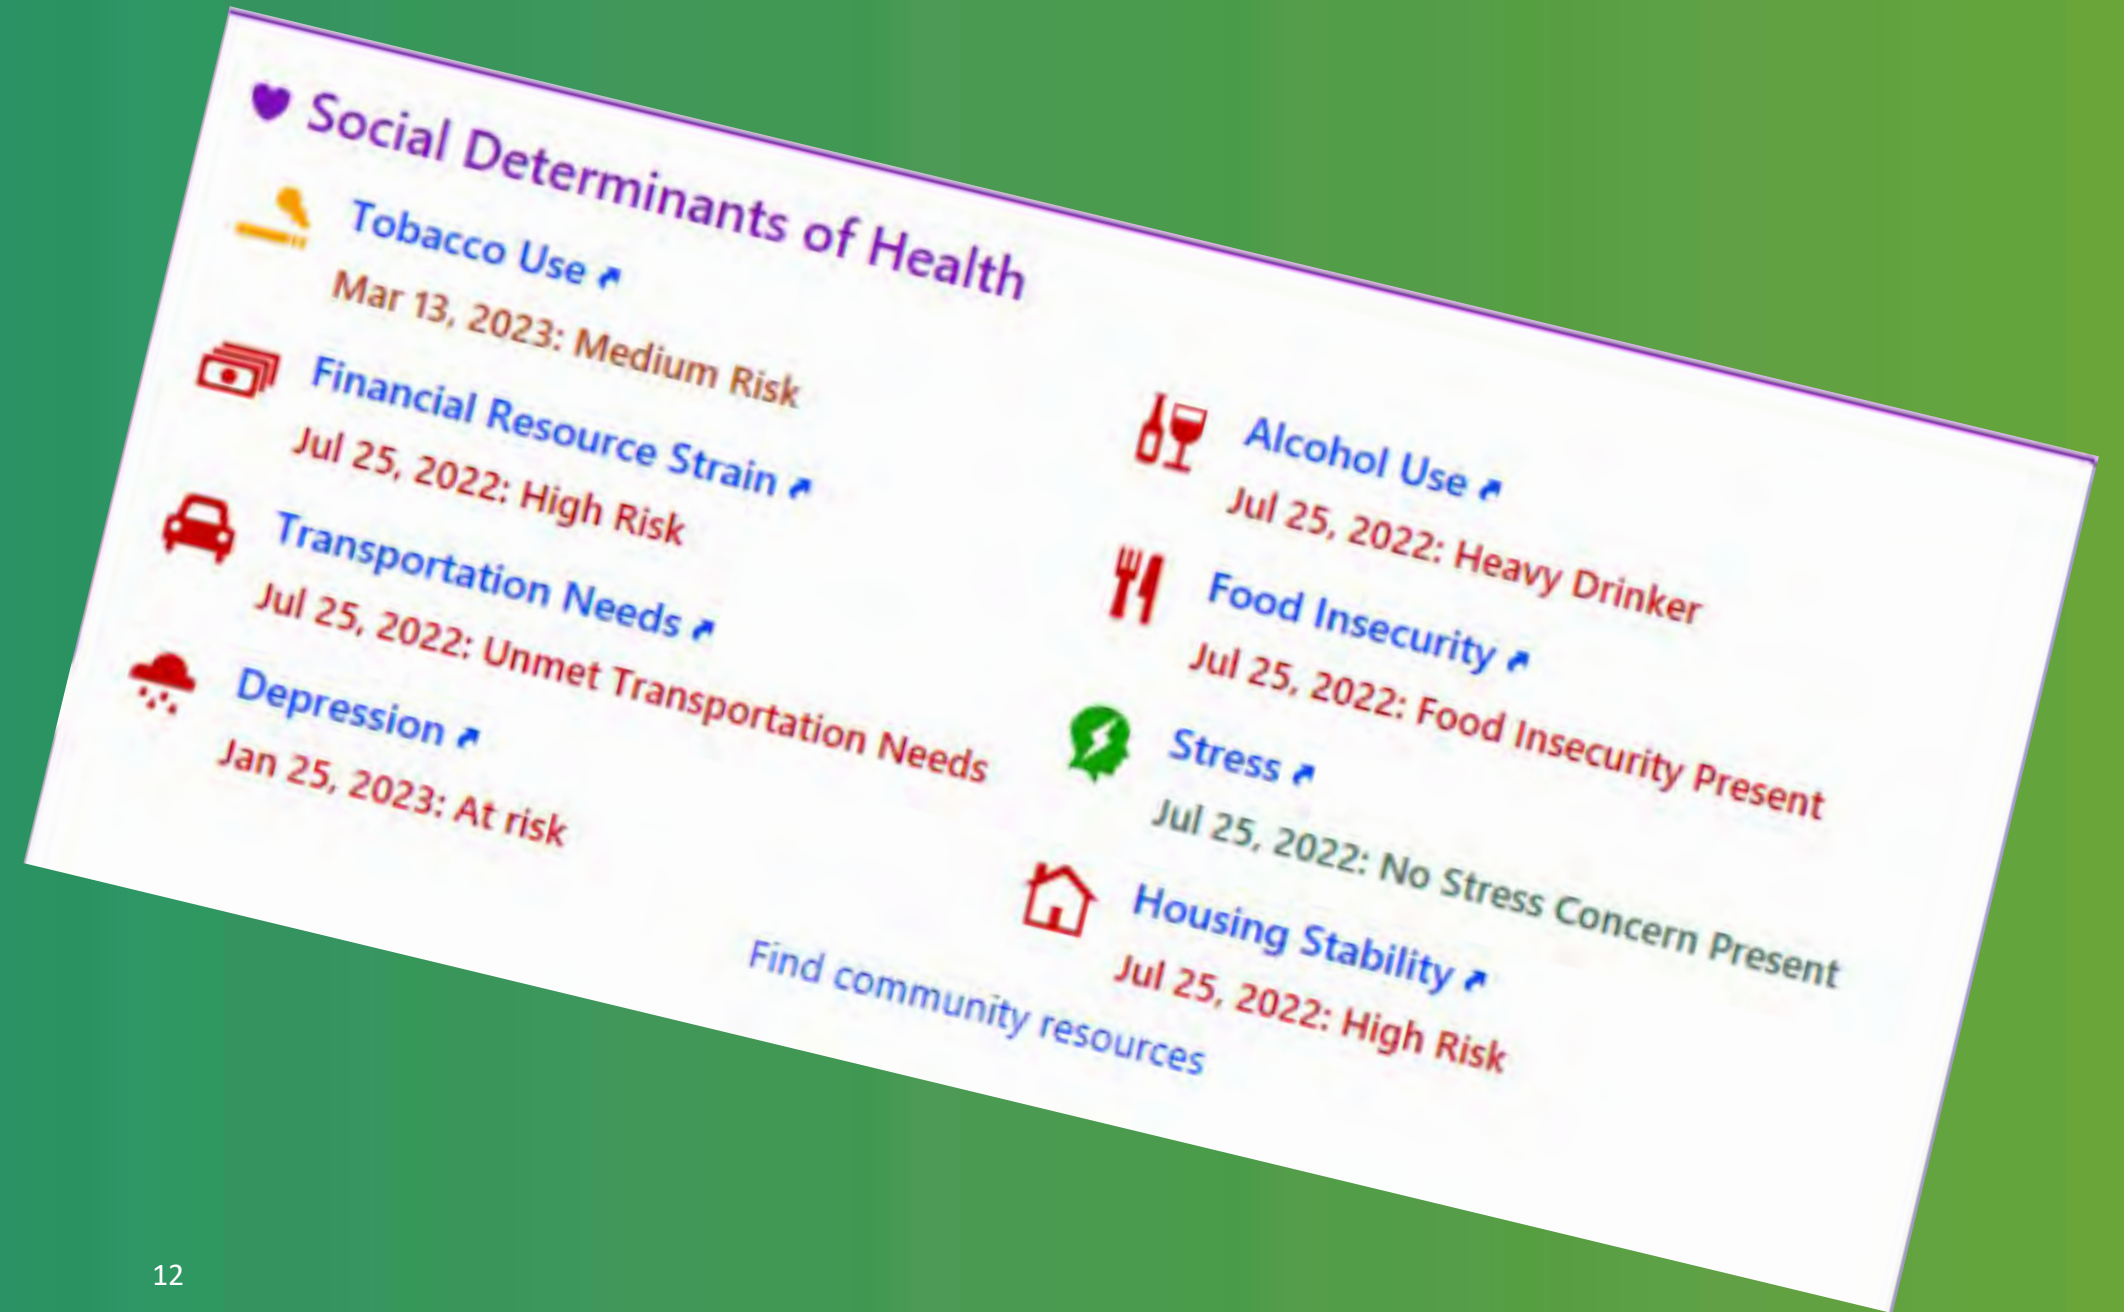 Social Determinants of Health
Tobacco Use
Mar 13, 2023: Medium Risk
Financial Resource Strain
Jul 25, 2022: High Risk
Transportation Needs
Jul 25, 2022: Unmet Transportation Needs
Depression
Jan 25, 2023: At risk
Alcohol Use
Jul 25, 2022: Heavy Drinker
Food Insecurity
Jul 25, 2022: Food Insecurity Present
Stress
Jul 25, 2022: No Stress Concern Present
Housing Stability
Jul 25, 2022: High Risk
Find community resources
12